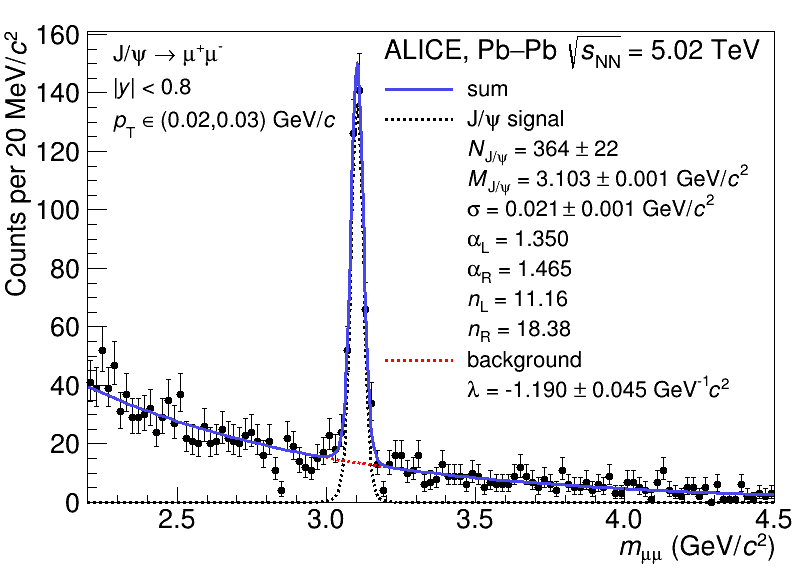 160
140
120
100
80
60
40
20
0
Counts per 20 MeV/c²
J/ψ → μ⁺μ⁻
|y| < 0.8
p_T ∈ (0.02,0.03) GeV/c
ALICE, Pb–Pb √s_NN = 5.02 TeV
sum
J/ψ signal
N_J/ψ = 364 ± 22
M_J/ψ = 3.103 ± 0.001 GeV/c²
σ = 0.021 ± 0.001 GeV/c²
α_L = 1.350
α_R = 1.465
n_L = 11.16
n_R = 18.38
background
λ = -1.190 ± 0.045 GeV⁻¹c²
2.5 3.0 3.5 4.0 4.5
m_μμ (GeV/c²)